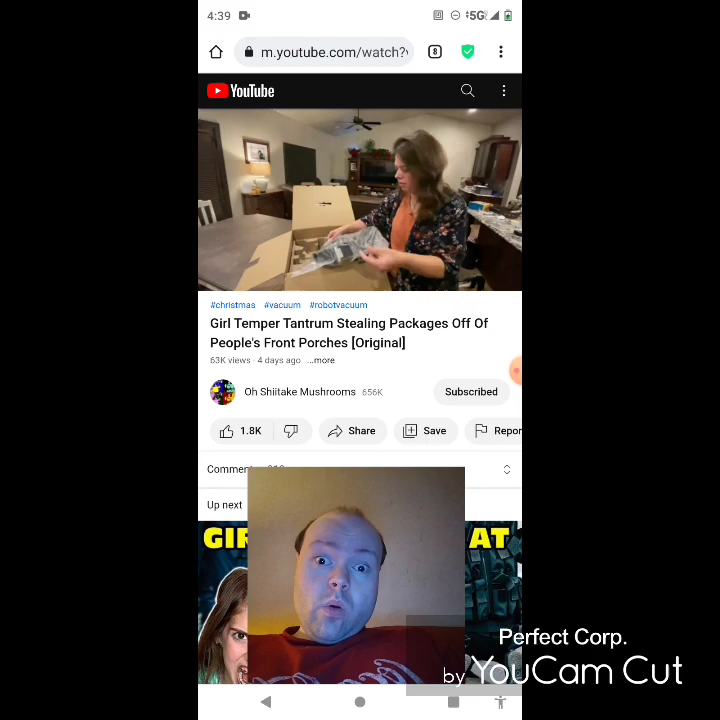 4:39
5G
m.youtube.com/watch?v
8
YouTube
#christmas #vacuum #robotvacuum
Girl Temper Tantrum Stealing Packages Off Of
People's Front Porches [Original]
63K views · 4 days ago ...more
Oh Shiitake Mushrooms 656K
Subscribed
1.8K
Share
Save
Repor
Up next
AT
Perfect Corp.
by YouCam Cut